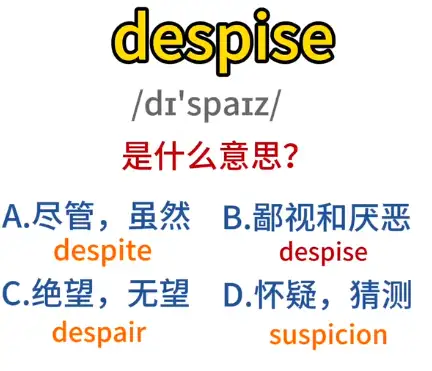 despise
/dɪ'spaɪz/
是什么意思？
A.尽管，虽然 B.鄙视和厌恶
despite despise
C.绝望，无望 D.怀疑，猜测
despair suspicion